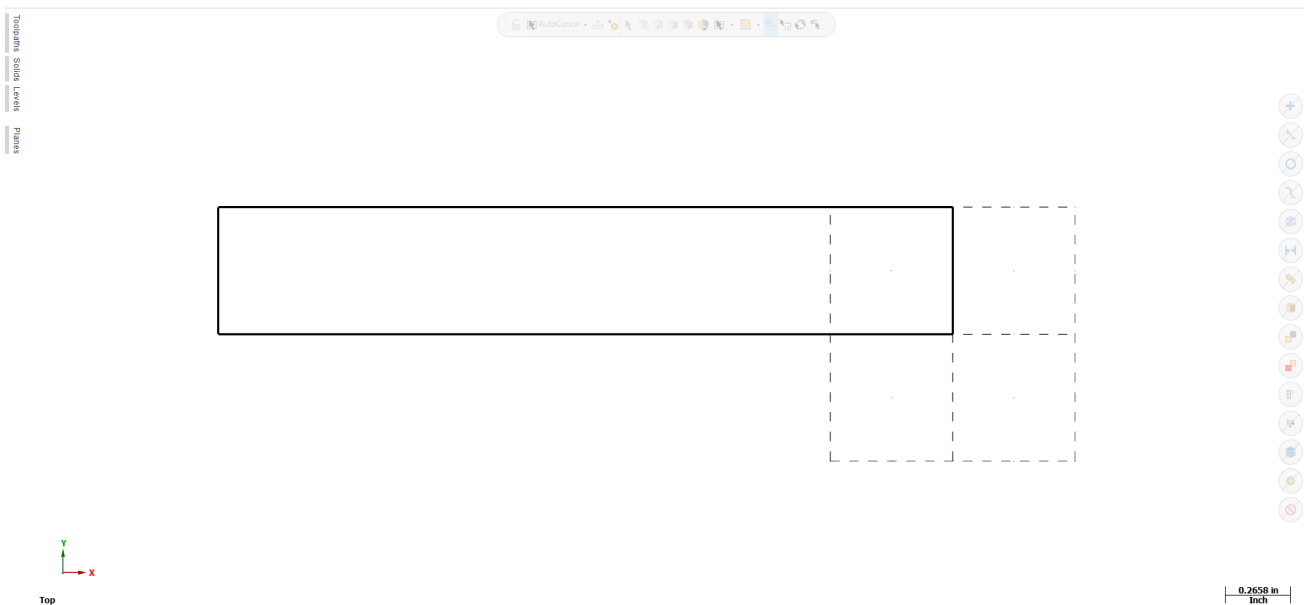 AutoCursor
Toolpaths
Solids
Levels
Planes
Y
X
Top
0.2658 in
Inch